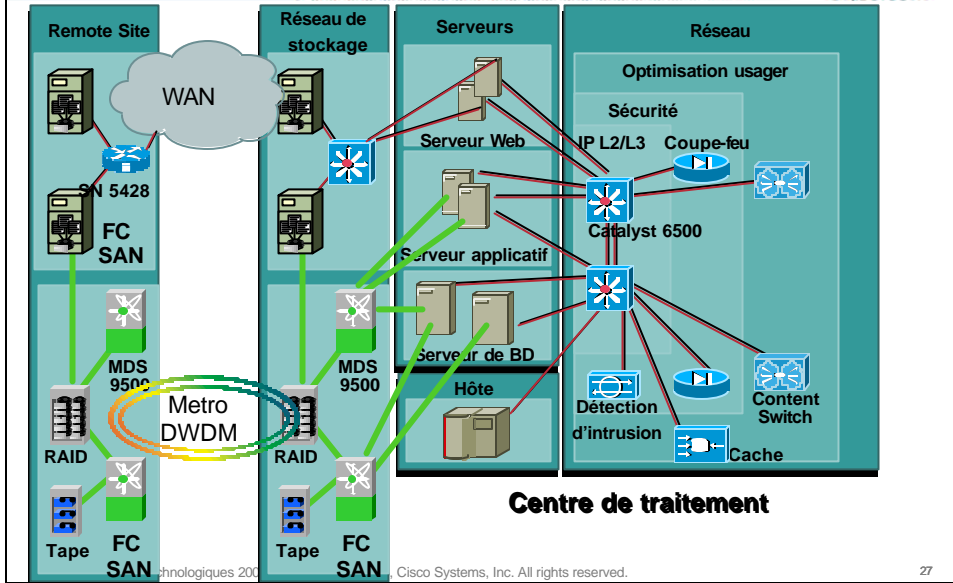 Remote Site
WAN
SN 5428
FC
SAN
MDS
9500
RAID
Metro
DWDM
Tape
FC
SAN
Réseau de
stockage
MDS
9500
RAID
Tape
FC
SAN
Serveurs
Serveur Web
Serveur applicatif
Serveur de BD
Hôte
Réseau
Optimisation usager
Sécurité
IP L2/L3
Coupe-feu
Catalyst 6500
Détection
d'intrusion
Content
Switch
Cache
Centre de traitement
hnologiques 200 , Cisco Systems, Inc. All rights reserved.
27